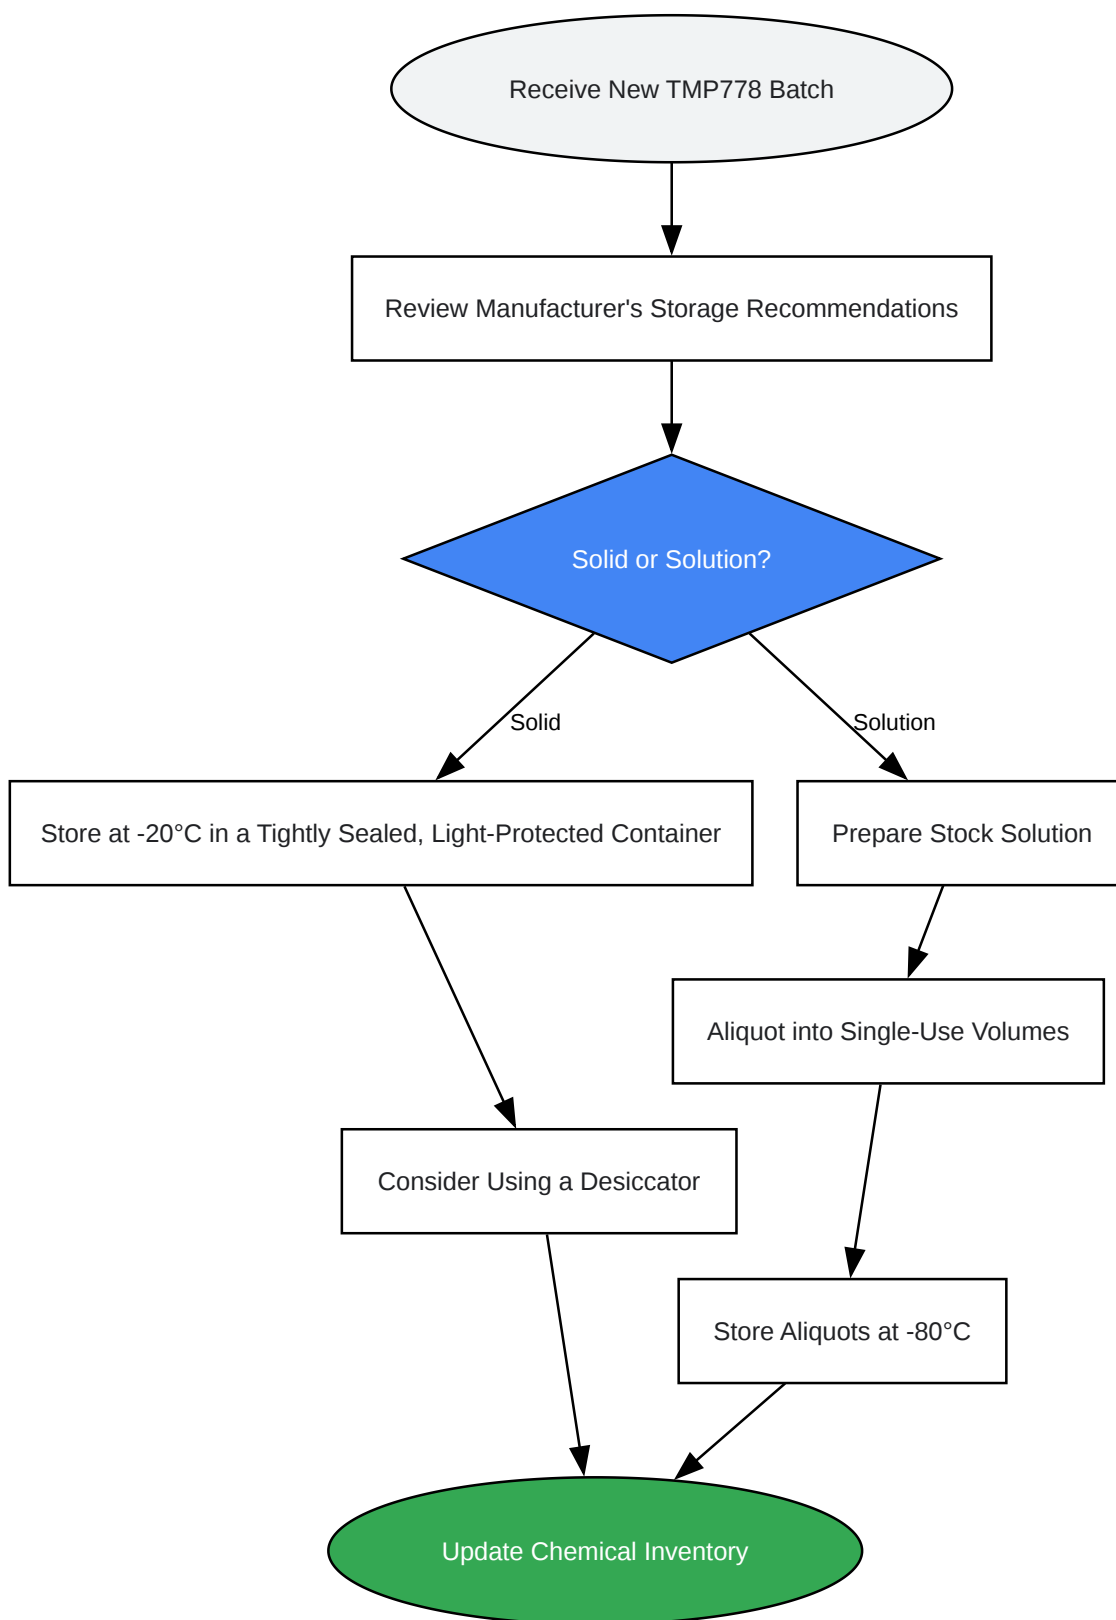 Receive New TMP778 Batch
Review Manufacturer's Storage Recommendations
Solid or Solution?
Solid
Solution
Store at -20°C in a Tightly Sealed, Light-Protected Container
Prepare Stock Solution
Aliquot into Single-Use Volumes
Consider Using a Desiccator
Store Aliquots at -80°C
Update Chemical Inventory